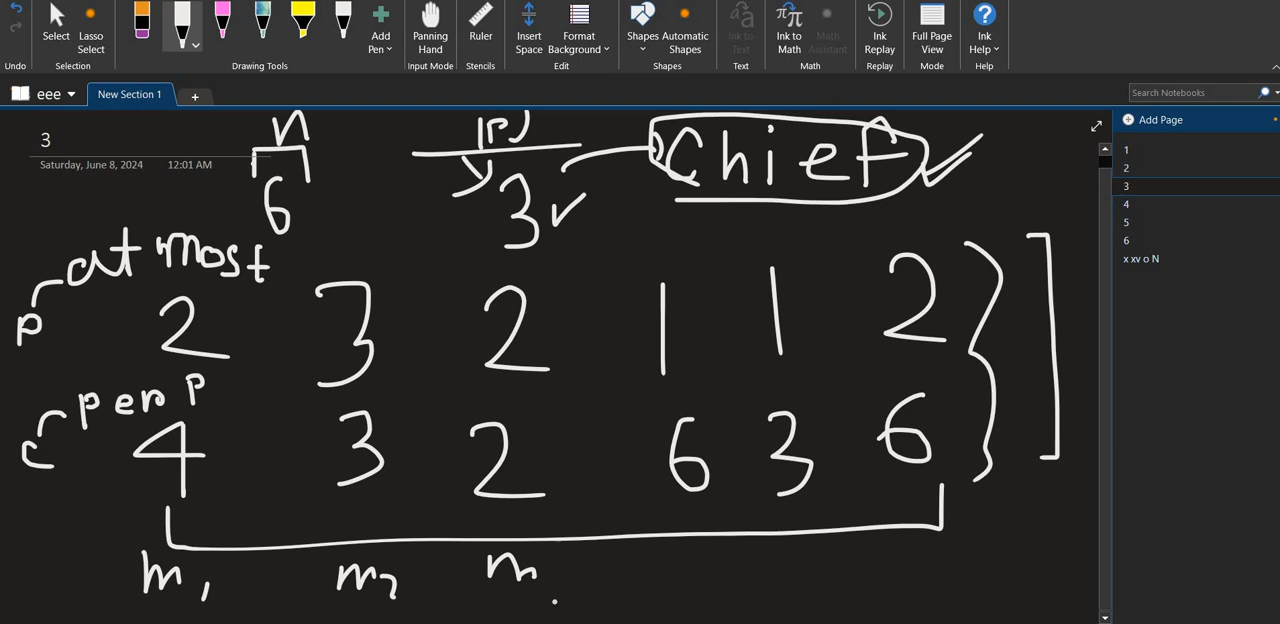 Select
Lasso Select
Add Pen
Panning Hand
Ruler
Insert Space
Format Background
Shapes
Automatic Shapes
Ink to Text
Ink to Math
Math Assistant
Ink Replay
Full Page View
Ink Help
Undo
Selection
Drawing Tools
Input Mode
Stencils
Edit
Shapes
Text
Math
Replay
Mode
Help
eee
New Section 1
+
Search Notebooks
Add Page
1
2
3
4
5
6
x xv o N
3
Saturday, June 8, 2024 12:01 AM
n
6 3 Chief
at most
P 2 3 2 1 1 2
per P
C 4 3 2 6 3 6
m1 m2 m